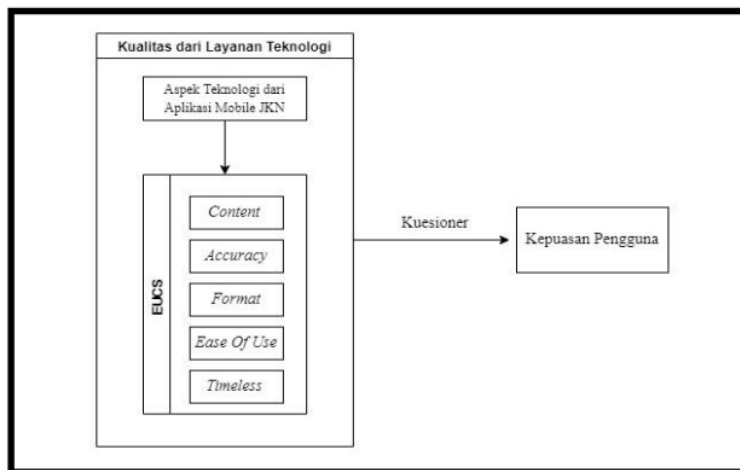 Kualitas dari Layanan Teknologi
Aspek Teknologi dari
Aplikasi Mobile JKN
EUCS
Content
Accuracy
Format
Ease Of Use
Timeless
Kuesioner
Kepuasan Pengguna